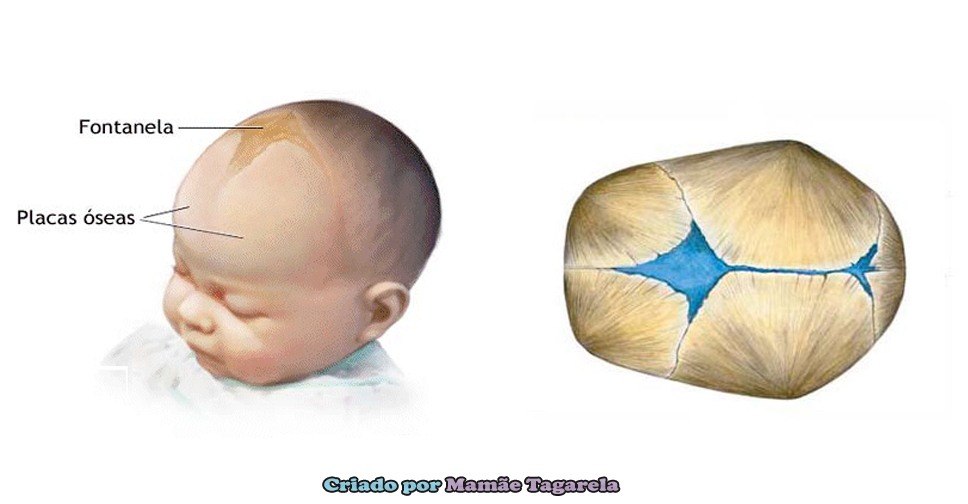 Fontanela
Placas óseas
Criado por Mamãe Tagarela